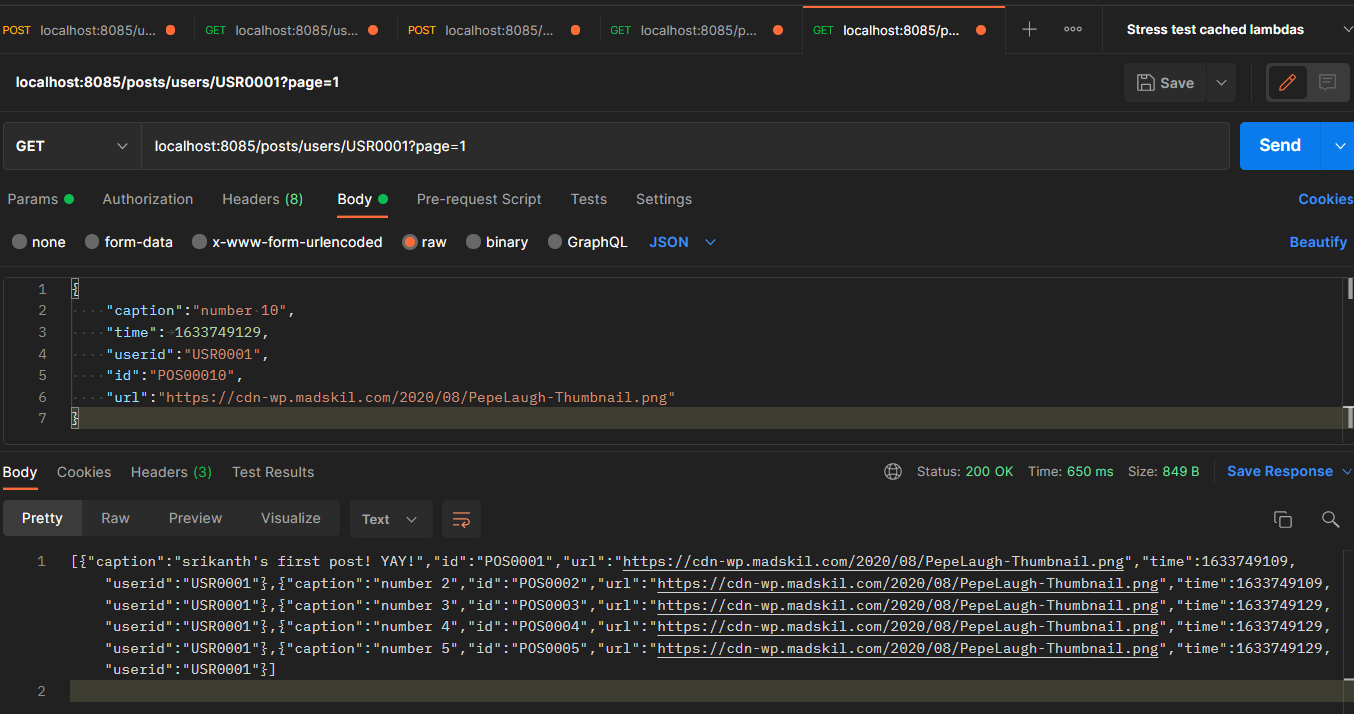 POST localhost:8085/u... GET localhost:8085/us... POST localhost:8085/... GET localhost:8085/p... GET localhost:8085/p... Stress test cached lambdas
localhost:8085/posts/users/USR0001?page=1 Save
GET localhost:8085/posts/users/USR0001?page=1 Send
Params Authorization Headers (8) Body Pre-request Script Tests Settings Cookies
none form-data x-www-form-urlencoded raw binary GraphQL JSON Beautify
1 {
2 "caption":"number 10",
3 "time": 1633749129,
4 "userid":"USR0001",
5 "id":"POS00010",
6 "url":"https://cdn-wp.madskil.com/2020/08/PepeLaugh-Thumbnail.png"
7 }
Body Cookies Headers (3) Test Results Status: 200 OK Time: 650 ms Size: 849 B Save Response
Pretty Raw Preview Visualize Text
1 [{"caption":"srikanth's first post! YAY!","id":"POS0001","url":"https://cdn-wp.madskil.com/2020/08/PepeLaugh-Thumbnail.png","time":1633749109,
"userid":"USR0001"},{"caption":"number 2","id":"POS0002","url":"https://cdn-wp.madskil.com/2020/08/PepeLaugh-Thumbnail.png","time":1633749109,
"userid":"USR0001"},{"caption":"number 3","id":"POS0003","url":"https://cdn-wp.madskil.com/2020/08/PepeLaugh-Thumbnail.png","time":1633749129,
"userid":"USR0001"},{"caption":"number 4","id":"POS0004","url":"https://cdn-wp.madskil.com/2020/08/PepeLaugh-Thumbnail.png","time":1633749129,
"userid":"USR0001"},{"caption":"number 5","id":"POS0005","url":"https://cdn-wp.madskil.com/2020/08/PepeLaugh-Thumbnail.png","time":1633749129,
"userid":"USR0001"}]
2